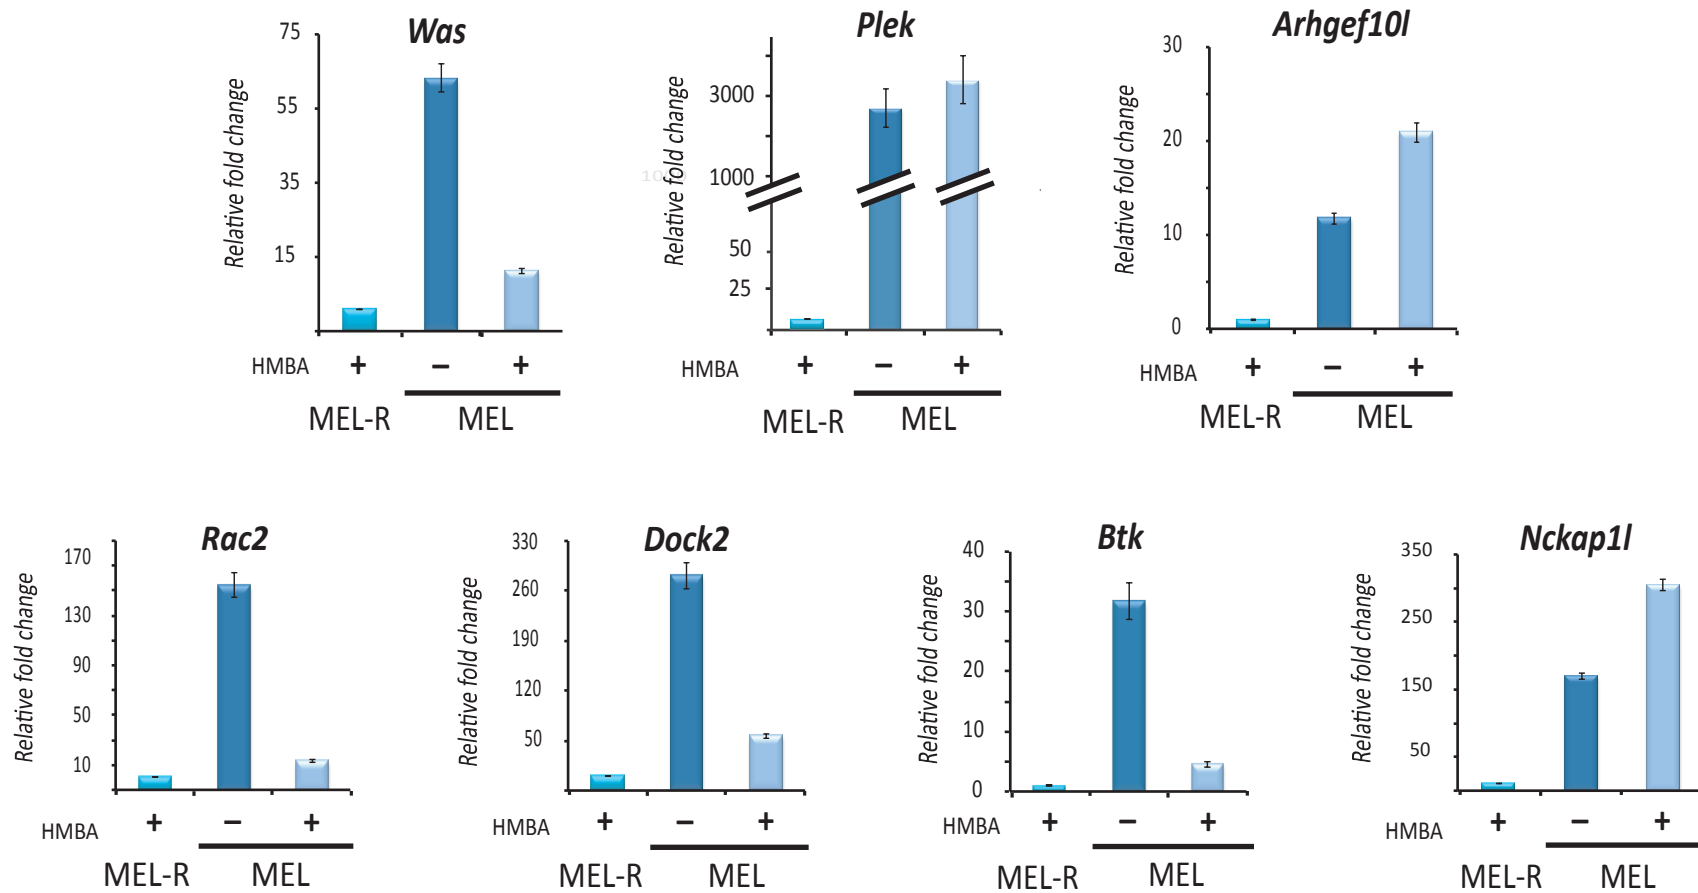 Was
Relative fold change
75
55
35
15
HMBA + − +
MEL-R MEL
Plek
Relative fold change
3000
1000
50
25
HMBA + − +
MEL-R MEL
Arhgef10l
Relative fold change
30
20
10
0
HMBA + − +
MEL-R MEL
Rac2
Relative fold change
170
130
90
50
10
HMBA + − +
MEL-R MEL
Dock2
Relative fold change
330
260
190
120
50
HMBA + − +
MEL-R MEL
Btk
Relative fold change
40
30
20
10
0
HMBA + − +
MEL-R MEL
Nckap1l
Relative fold change
350
250
150
50
HMBA + − +
MEL-R MEL